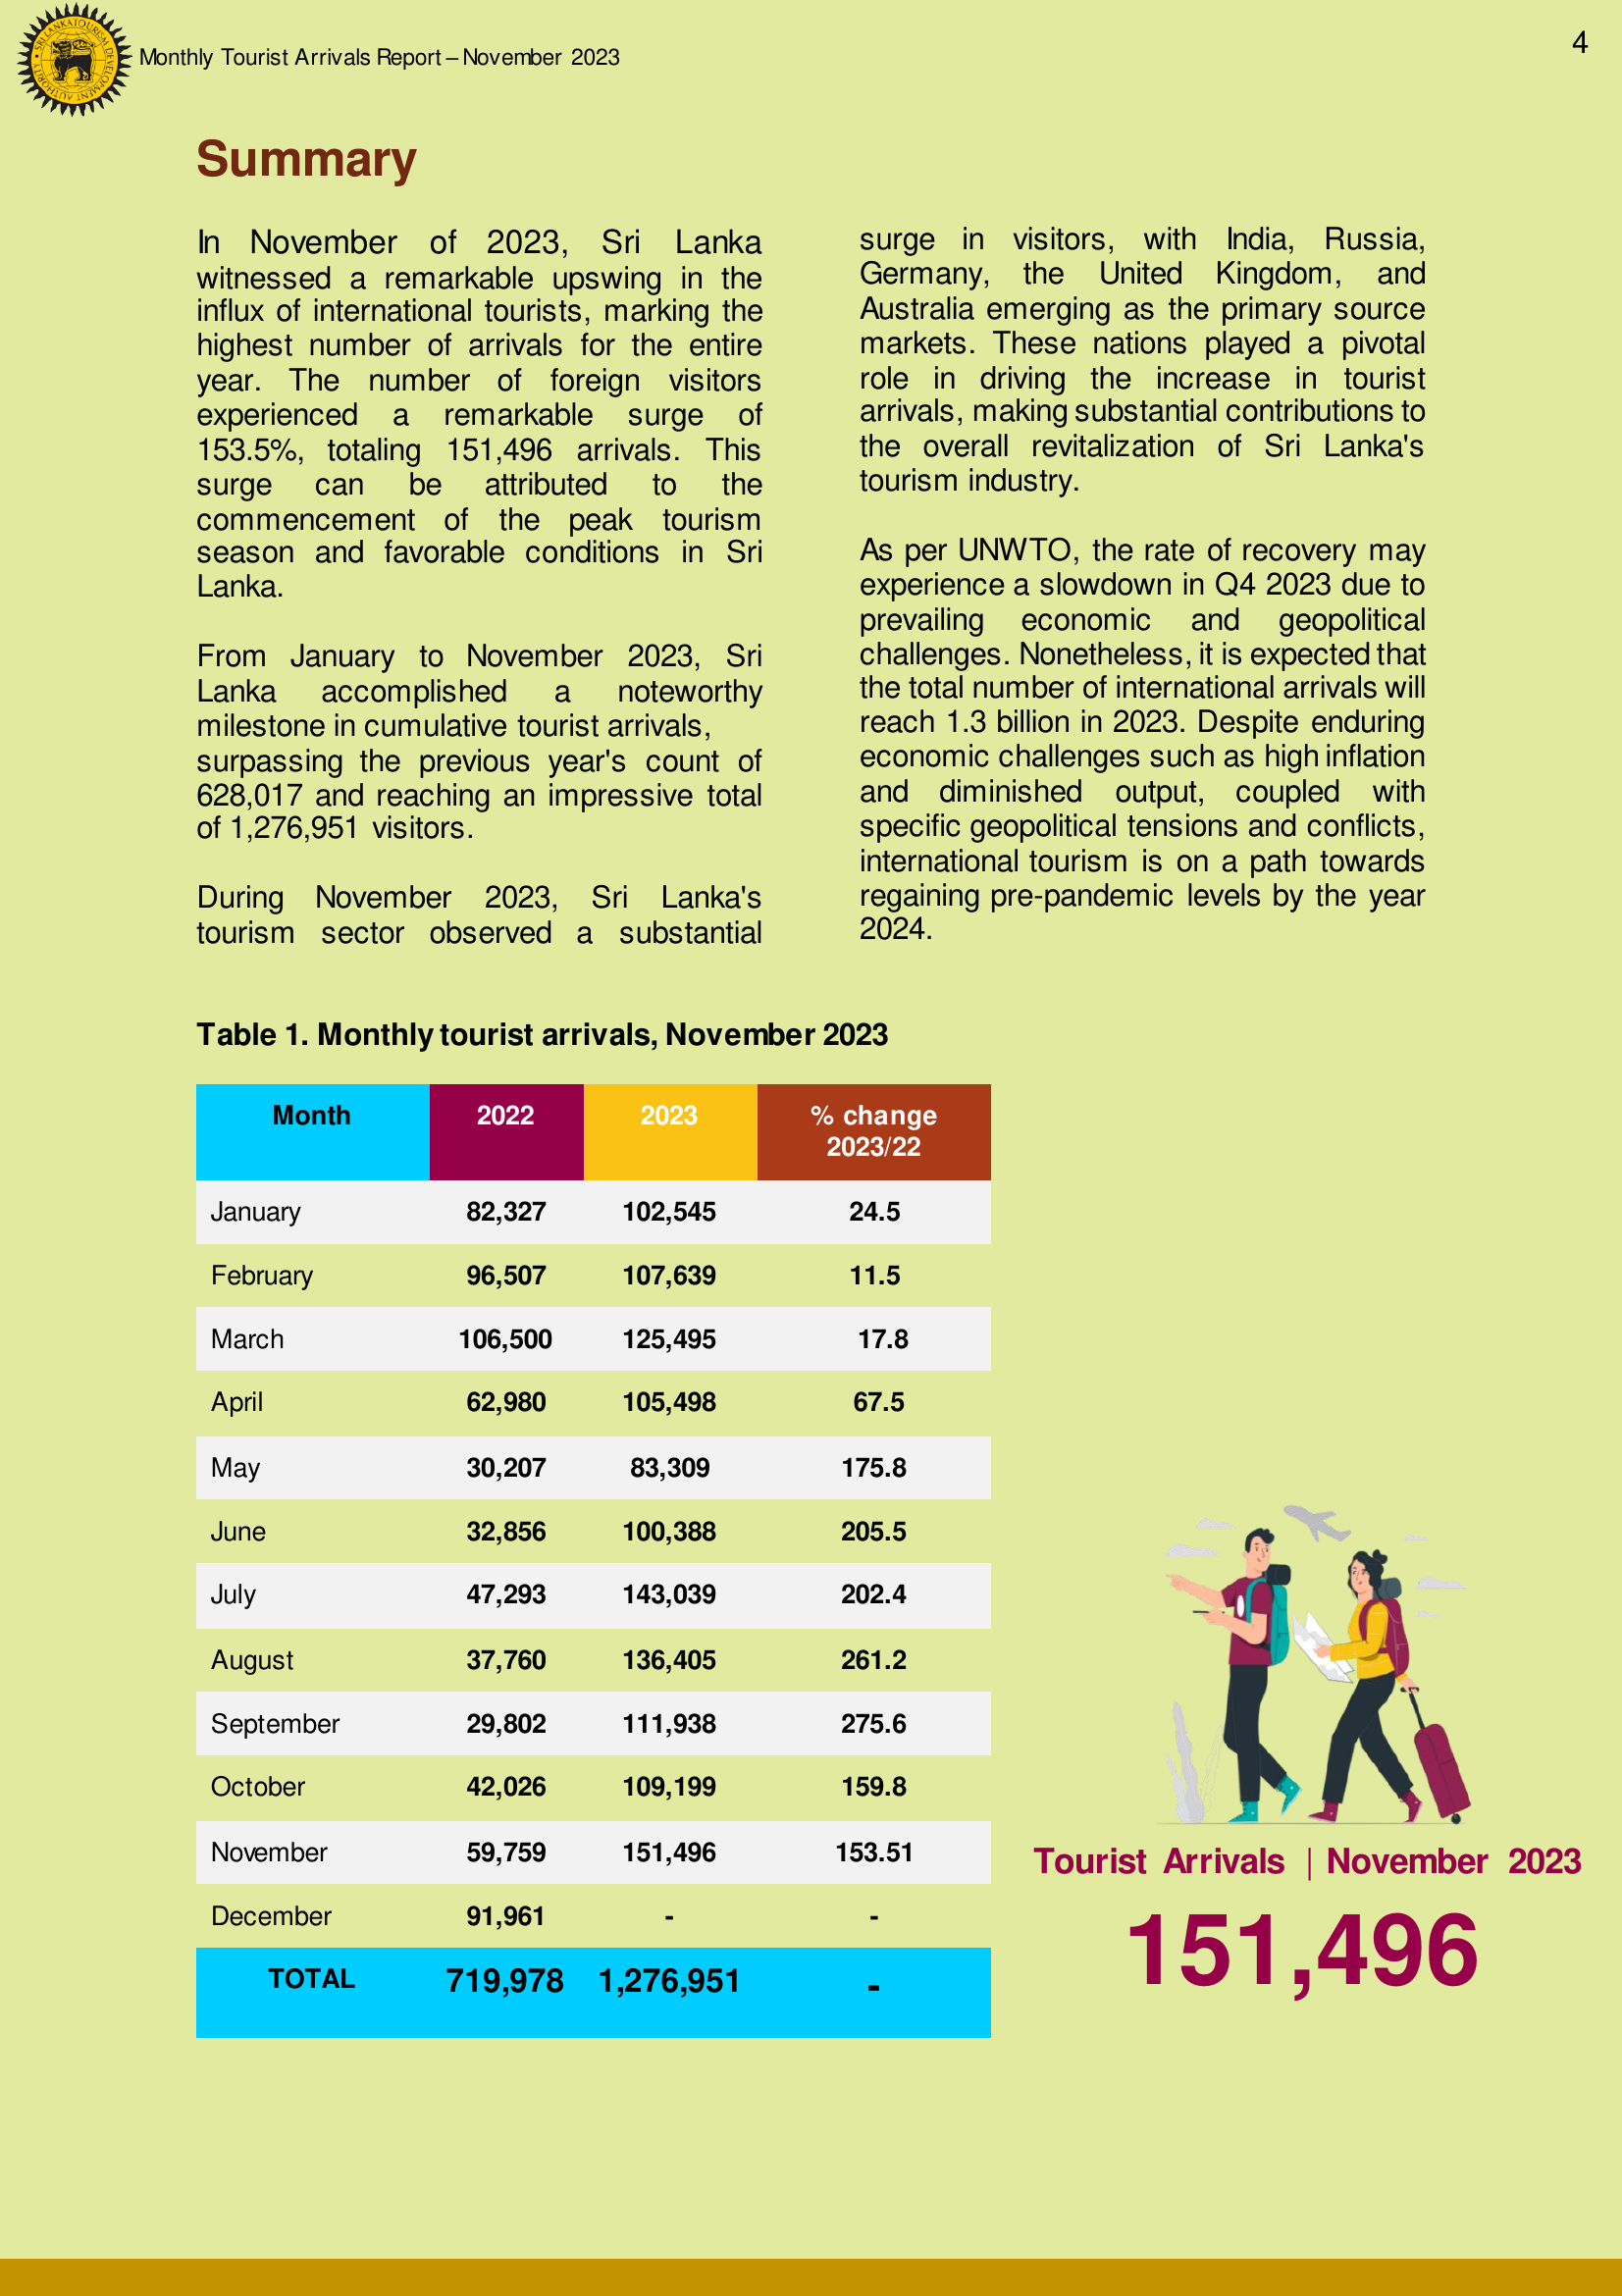 SRI LANKA TOURISM DEVELOPMENT AUTHORITY
Monthly Tourist Arrivals Report – November 2023
4
Summary
In November of 2023, Sri Lanka
witnessed a remarkable upswing in the
influx of international tourists, marking the
highest number of arrivals for the entire
year. The number of foreign visitors
experienced a remarkable surge of
153.5%, totaling 151,496 arrivals. This
surge can be attributed to the
commencement of the peak tourism
season and favorable conditions in Sri
Lanka.
From January to November 2023, Sri
Lanka accomplished a noteworthy
milestone in cumulative tourist arrivals,
surpassing the previous year's count of
628,017 and reaching an impressive total
of 1,276,951 visitors.
During November 2023, Sri Lanka's
tourism sector observed a substantial
surge in visitors, with India, Russia,
Germany, the United Kingdom, and
Australia emerging as the primary source
markets. These nations played a pivotal
role in driving the increase in tourist
arrivals, making substantial contributions to
the overall revitalization of Sri Lanka's
tourism industry.
As per UNWTO, the rate of recovery may
experience a slowdown in Q4 2023 due to
prevailing economic and geopolitical
challenges. Nonetheless, it is expected that
the total number of international arrivals will
reach 1.3 billion in 2023. Despite enduring
economic challenges such as high inflation
and diminished output, coupled with
specific geopolitical tensions and conflicts,
international tourism is on a path towards
regaining pre-pandemic levels by the year
2024.
Table 1. Monthly tourist arrivals, November 2023
Month 2022 2023 % change
2023/22
January 82,327 102,545 24.5
February 96,507 107,639 11.5
March 106,500 125,495 17.8
April 62,980 105,498 67.5
May 30,207 83,309 175.8
June 32,856 100,388 205.5
July 47,293 143,039 202.4
August 37,760 136,405 261.2
September 29,802 111,938 275.6
October 42,026 109,199 159.8
November 59,759 151,496 153.51
December 91,961 - -
TOTAL 719,978 1,276,951 -
Tourist Arrivals | November 2023
151,496